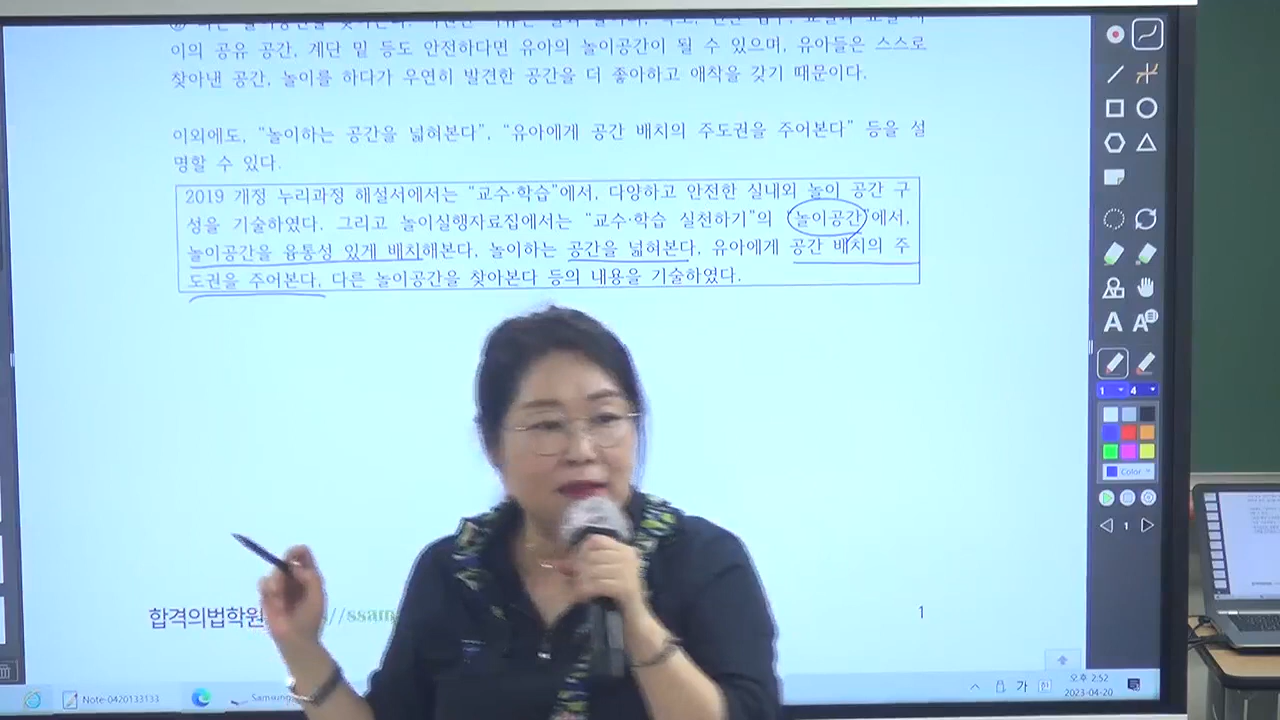 이의 공유 공간, 계단 밑 등도 안전하다면 유아의 놀이공간이 될 수 있으며, 유아들은 스스로
찾아낸 공간, 놀이를 하다가 우연히 발견한 공간을 더 좋아하고 애착을 갖기 때문이다.
이외에도, “놀이하는 공간을 넓혀본다”, “유아에게 공간 배치의 주도권을 주어본다” 등을 설
명할 수 있다.
2019 개정 누리과정 해설서에서는 “교수·학습”에서, 다양하고 안전한 실내외 놀이 공간 구
성을 기술하였다. 그리고 놀이실행자료집에서는 “교수·학습 실천하기”의 “놀이공간”에서,
놀이공간을 융통성 있게 배치해본다, 놀이하는 공간을 넓혀본다, 유아에게 공간 배치의 주
도권을 주어본다, 다른 놀이공간을 찾아본다 등의 내용을 기술하였다.
합격의법학원 //ssam
1
A A
1 4
Color
1
Note-0420133133
Samsung
가 한
오후 2:52
2023-04-20